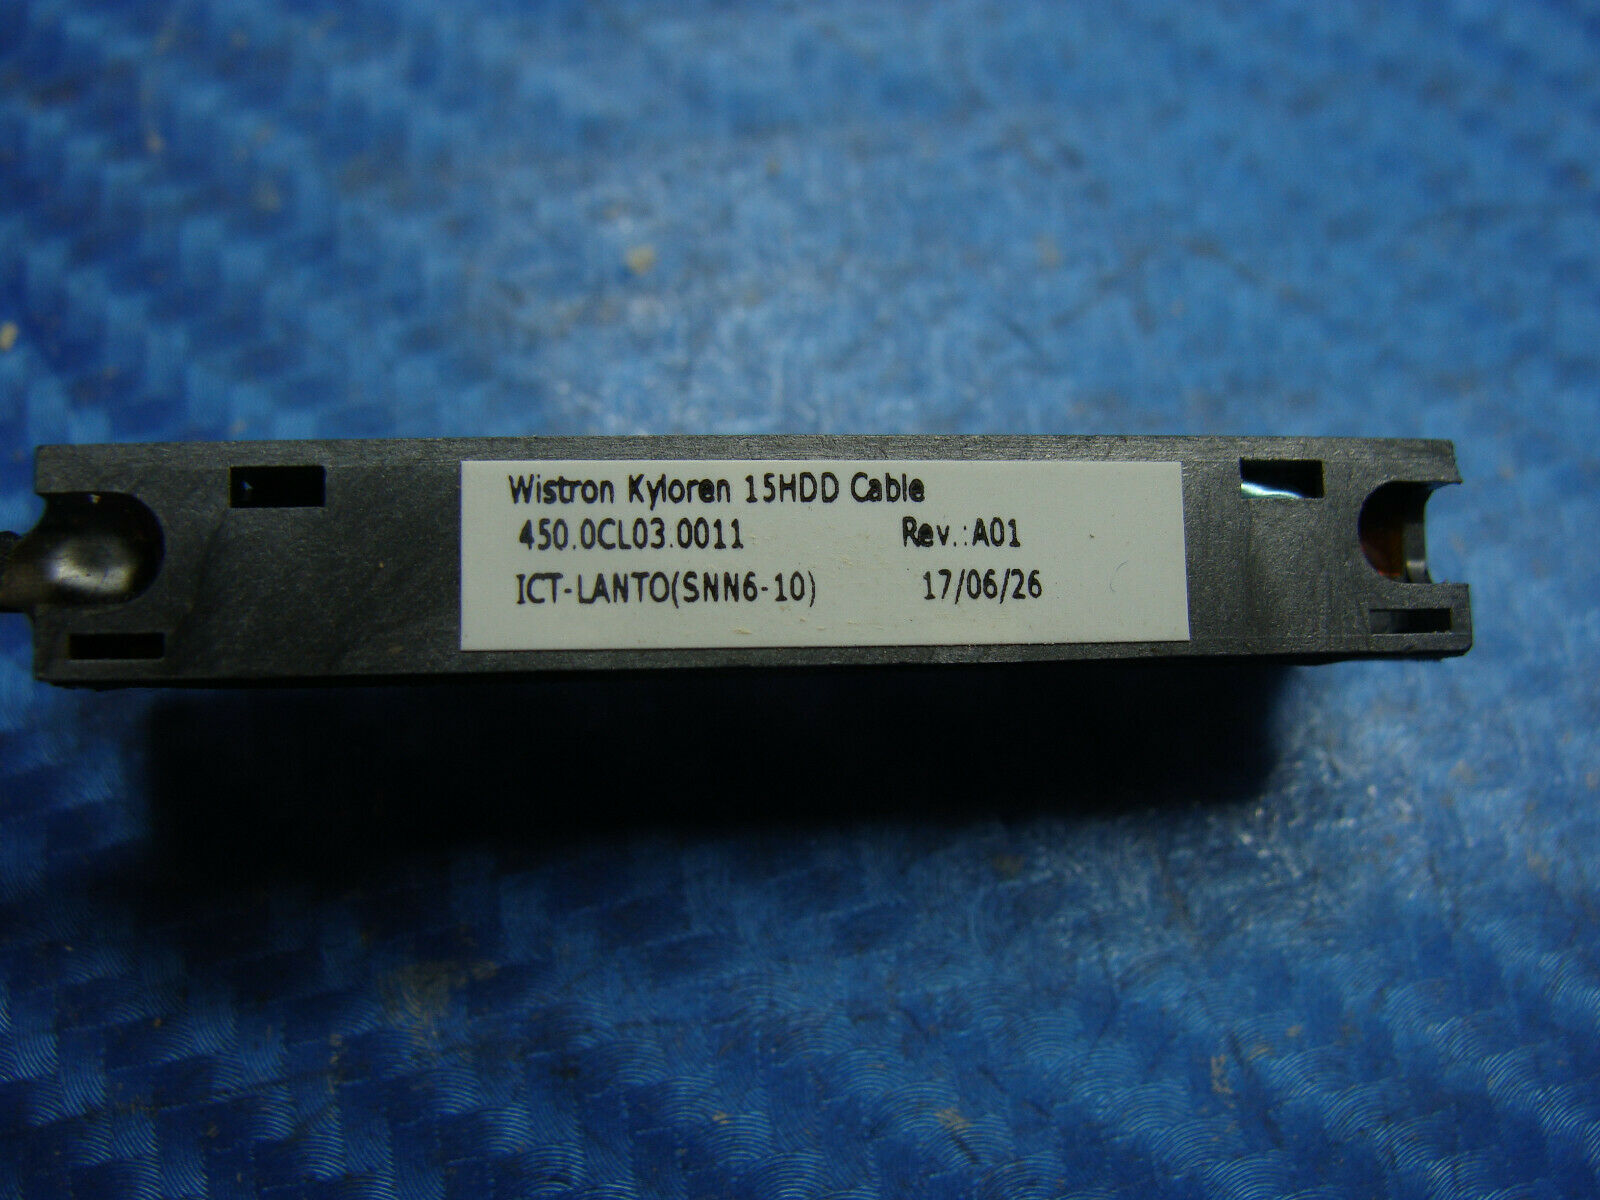 Wistron Kyloren 15HDD Cable
450.0CL03.0011 Rev.:A01
ICT-LANTO(SNN6-10) 17/06/26